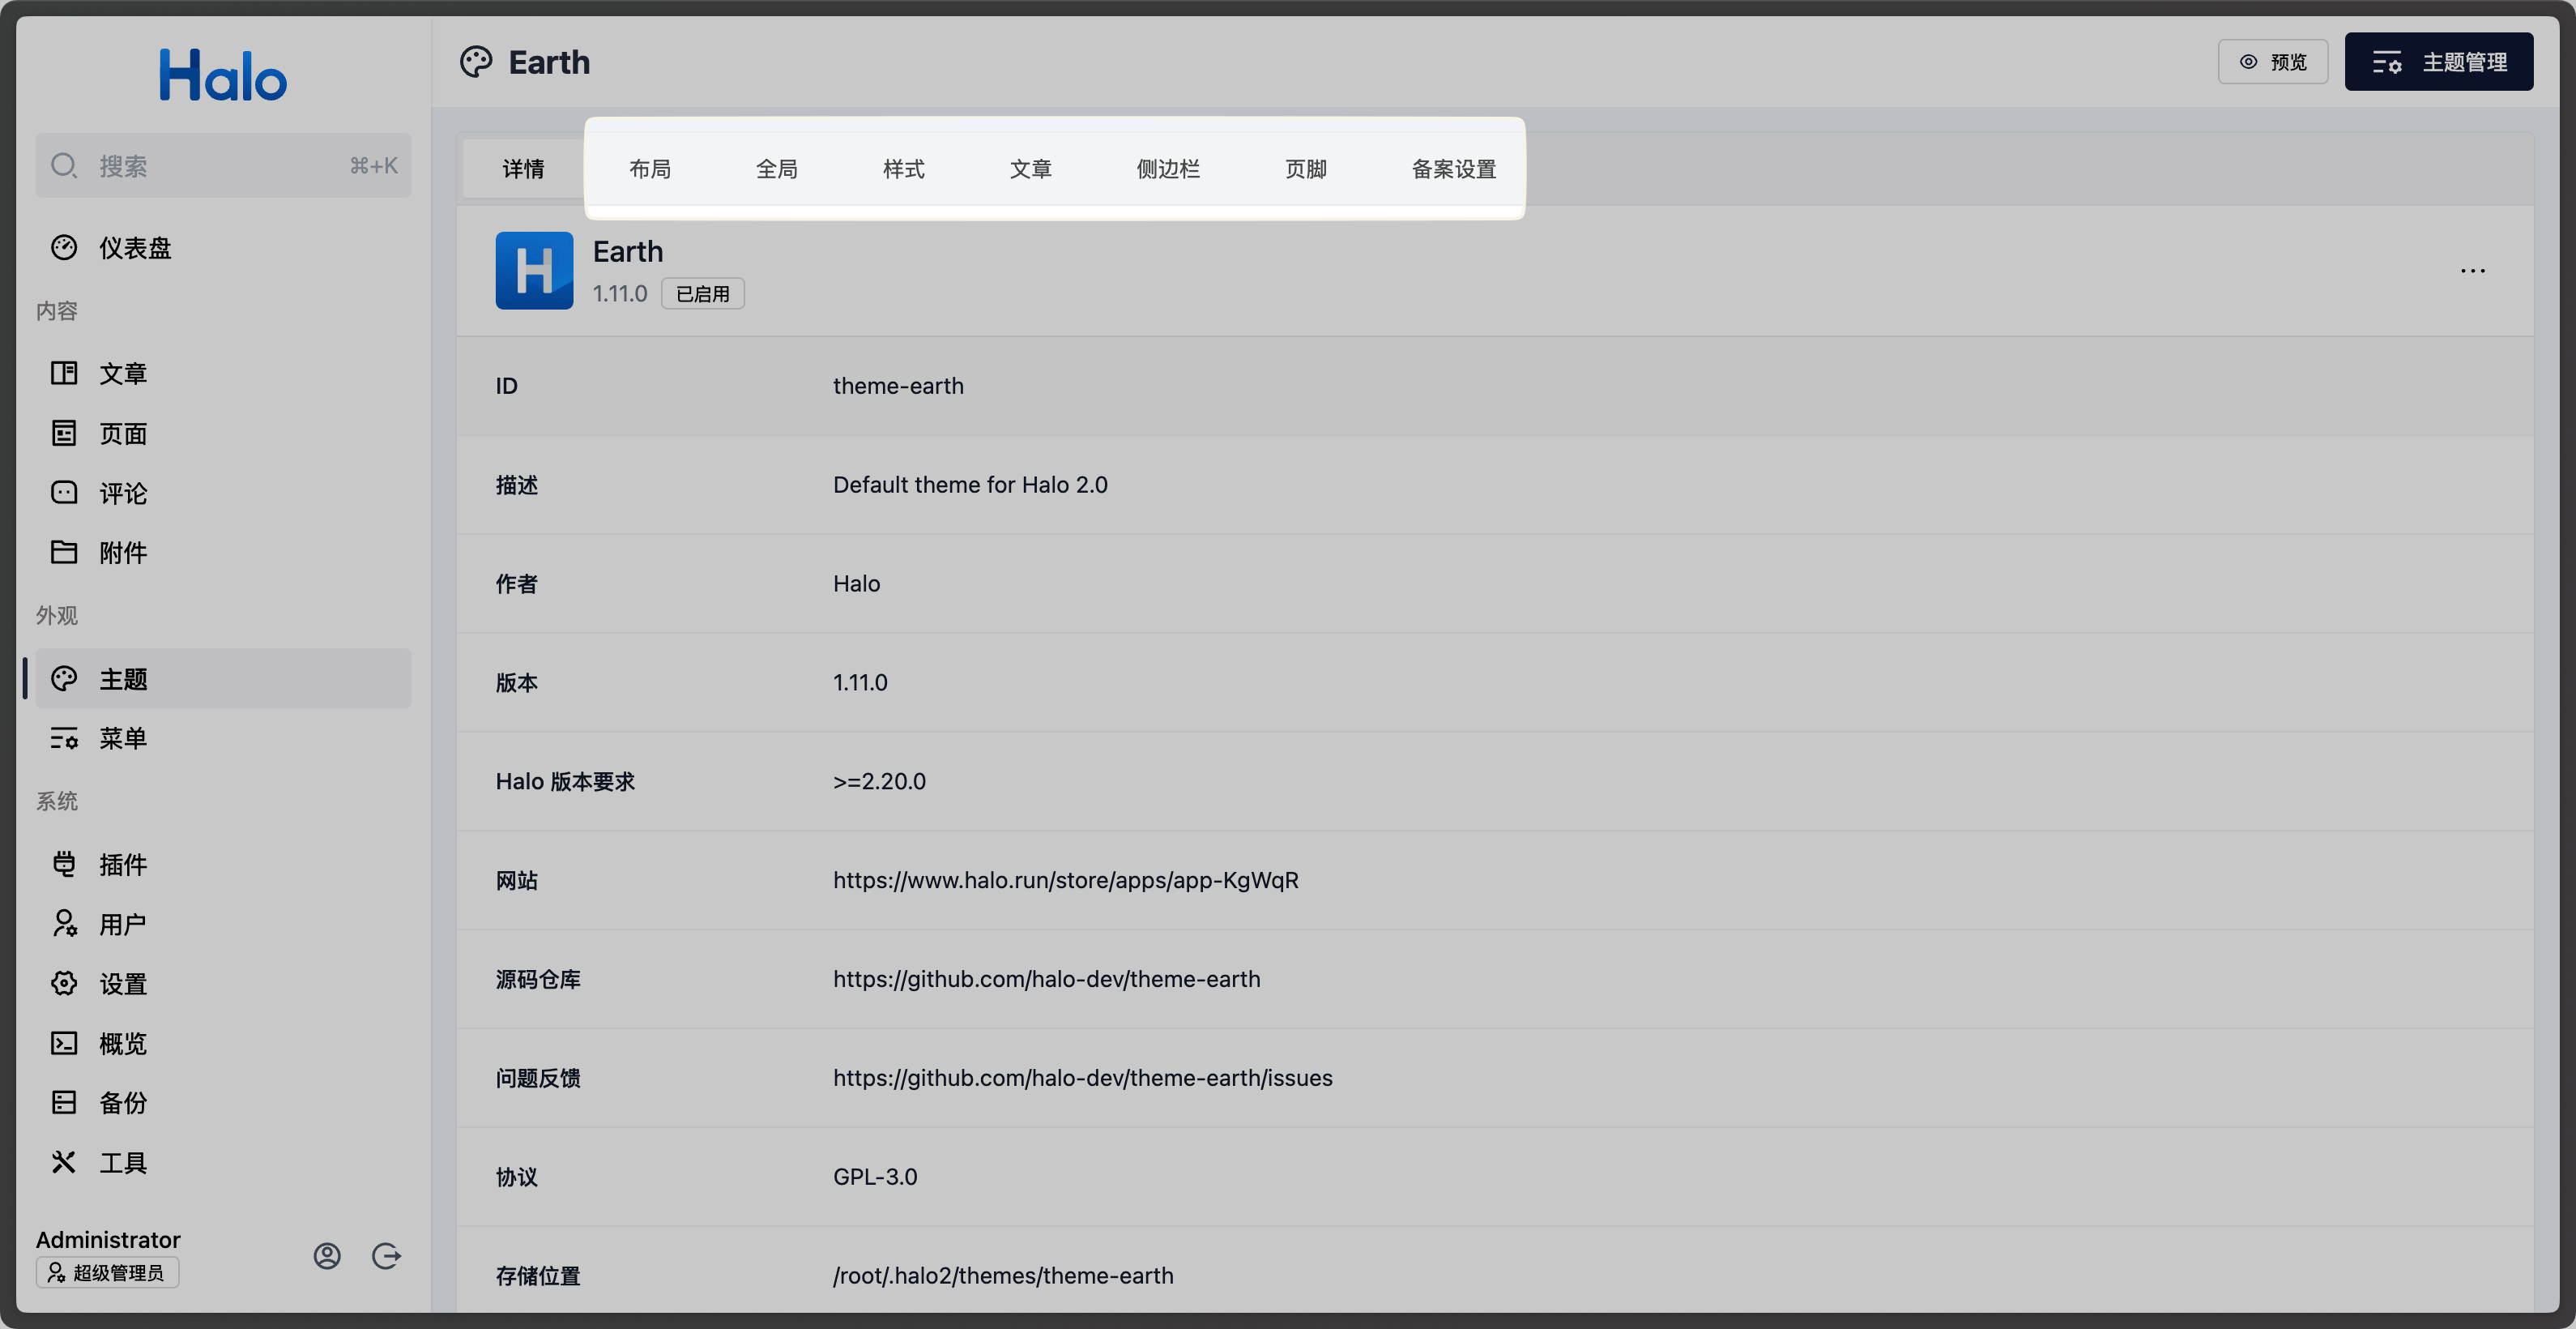 Halo
搜索 ⌘+K
仪表盘
内容
文章
页面
评论
附件
外观
主题
菜单
系统
插件
用户
设置
概览
备份
工具
Administrator
超级管理员
Earth
预览
主题管理
详情 布局 全局 样式 文章 侧边栏 页脚 备案设置
Earth
1.11.0 已启用
ID theme-earth
描述 Default theme for Halo 2.0
作者 Halo
版本 1.11.0
Halo 版本要求 >=2.20.0
网站 https://www.halo.run/store/apps/app-KgWqR
源码仓库 https://github.com/halo-dev/theme-earth
问题反馈 https://github.com/halo-dev/theme-earth/issues
协议 GPL-3.0
存储位置 /root/.halo2/themes/theme-earth